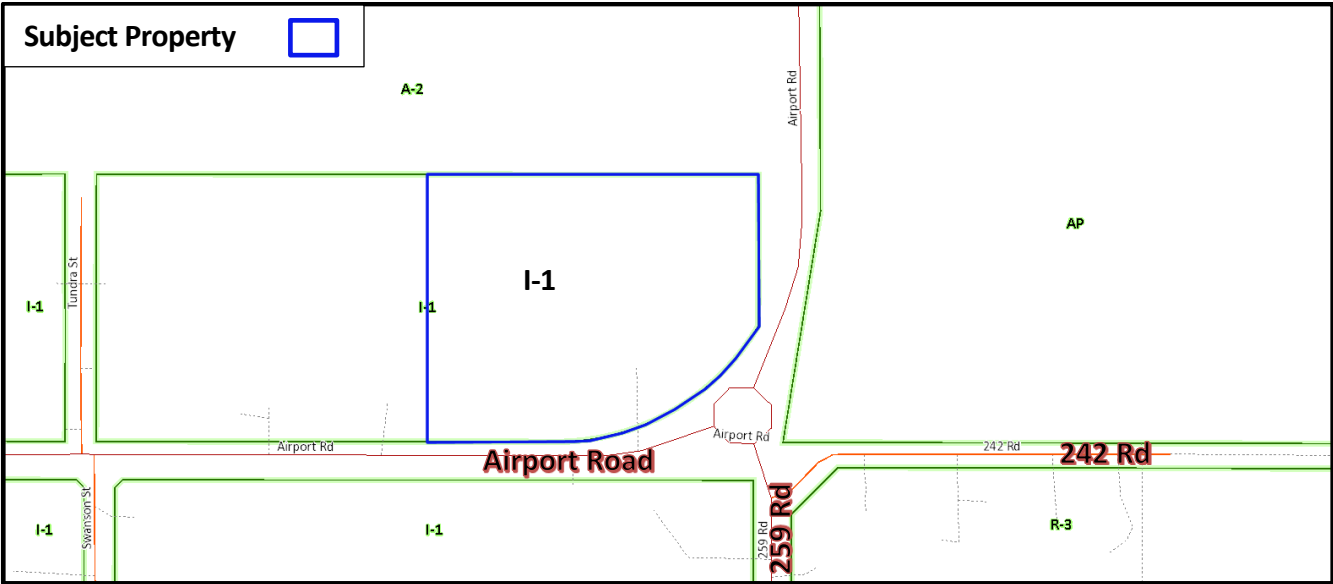 Subject Property
A-2
Airport Rd
AP
Tundra St
I-1
I-1
I-1
Airport Rd
Airport Rd
242 Rd
242 Rd
Airport Road
Swanson St
259 Rd
259 Rd
I-1
I-1
R-3